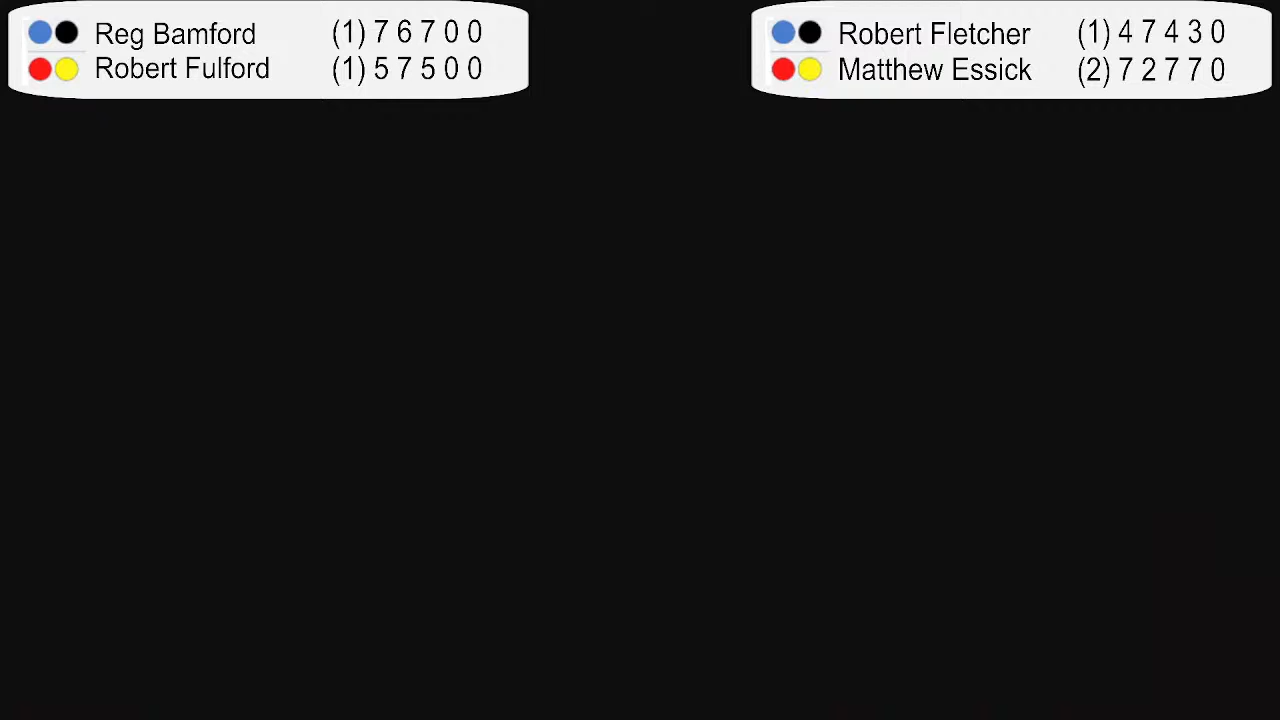 Reg Bamford (1) 7 6 7 0 0
Robert Fulford (1) 5 7 5 0 0
Robert Fletcher (1) 4 7 4 3 0
Matthew Essick (2) 7 2 7 7 0